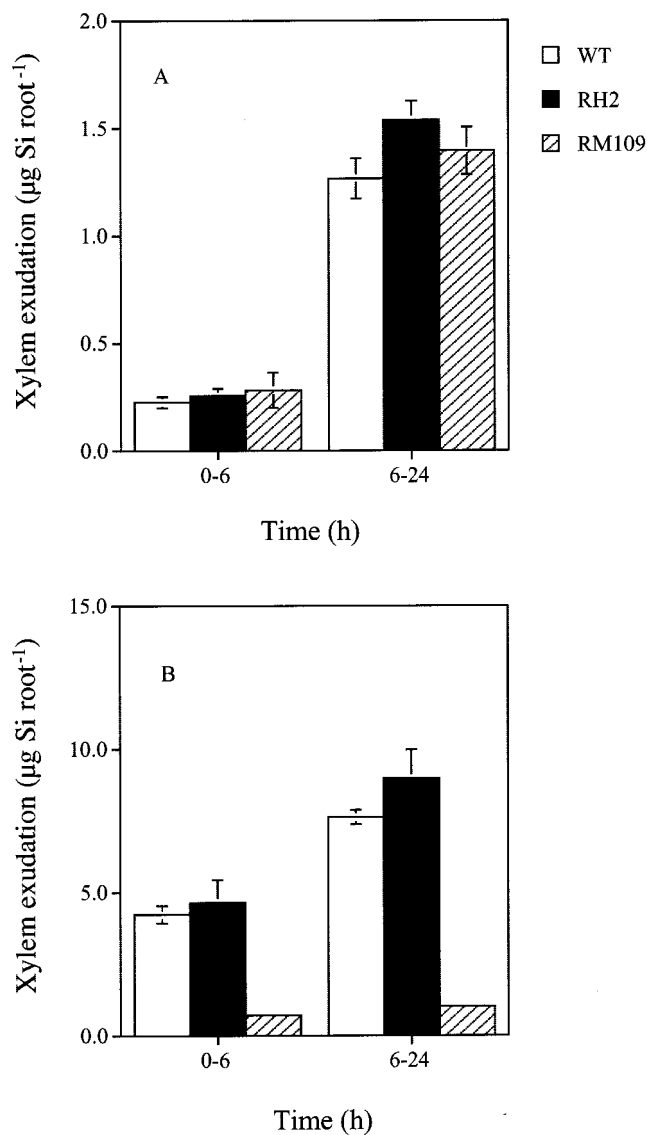 2.0
A
WT
RH2
RM109
1.5
1.0
0.5
0.0
Xylem exudation (µg Si root⁻¹)
0-6
6-24
Time (h)
15.0
B
10.0
5.0
0.0
Xylem exudation (µg Si root⁻¹)
0-6
6-24
Time (h)